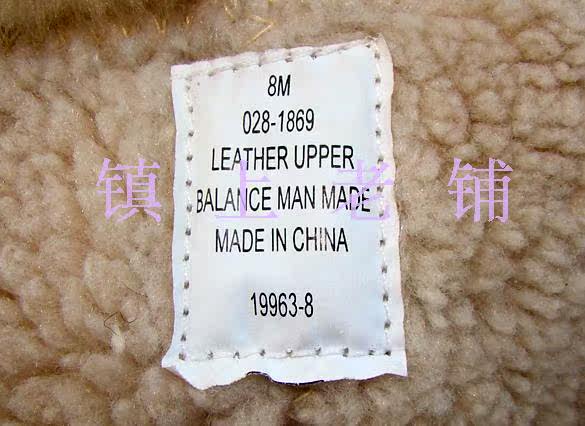 8M
028-1869
LEATHER UPPER
BALANCE MAN MADE
MADE IN CHINA
19963-8
镇上老铺